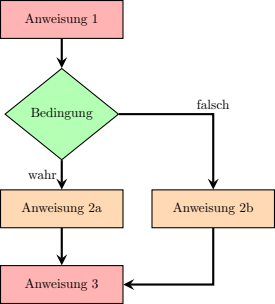 Anweisung 1
Bedingung
falsch
wahr
Anweisung 2a
Anweisung 2b
Anweisung 3